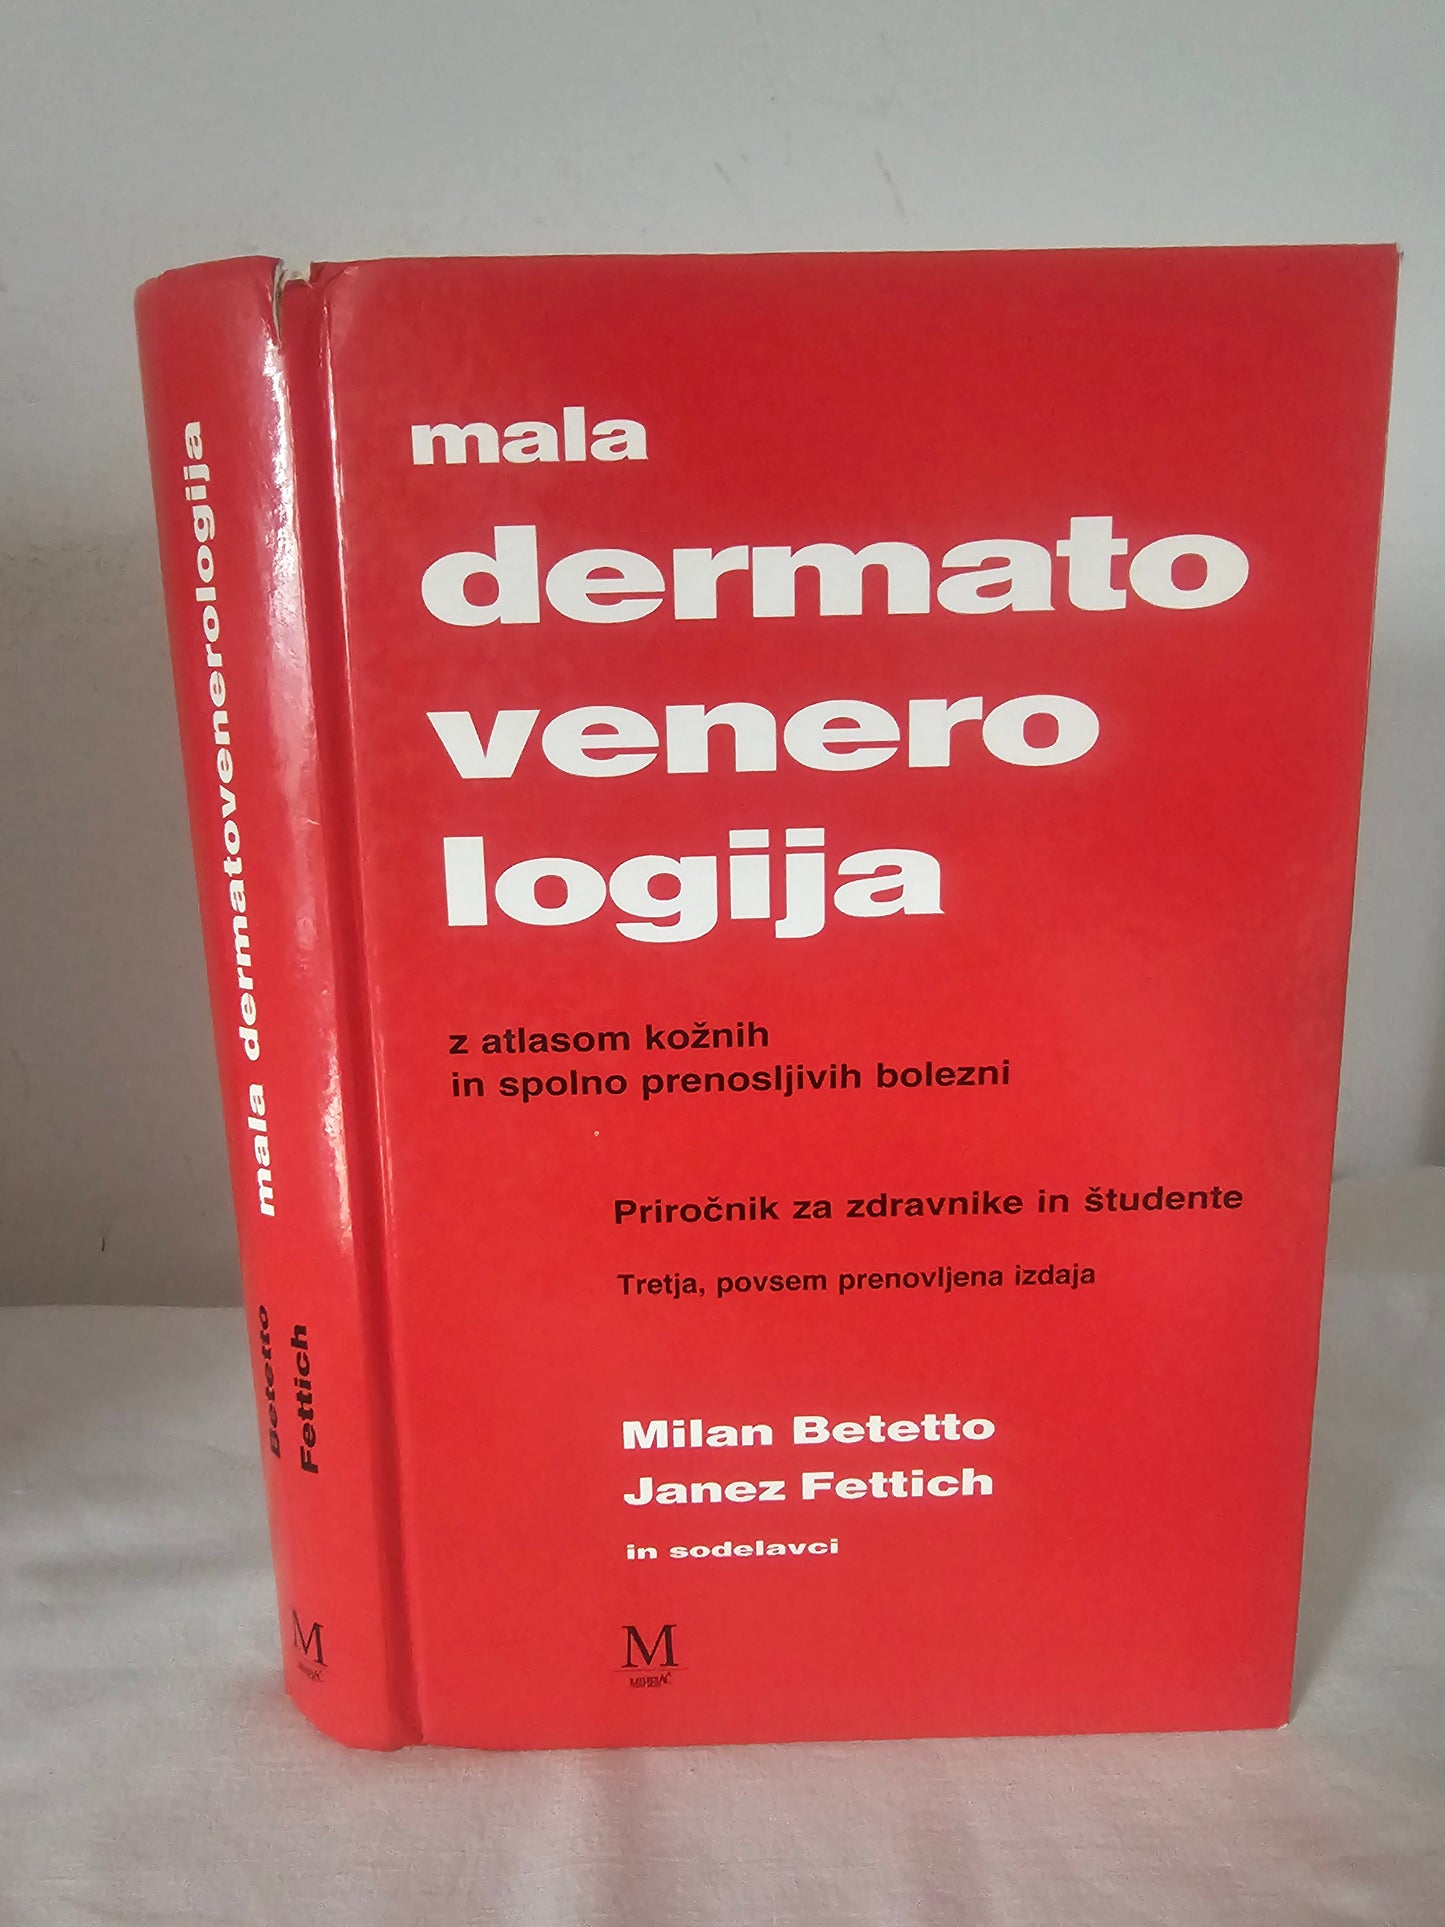 mala dermatovenerologija
Betetto
Fettich
M
mala
dermato
venero
logija
z atlasom kožnih
in spolno prenosljivih bolezni
Priročnik za zdravnike in študente
Tretja, povsem prenovljena izdaja
Milan Betetto
Janez Fettich
in sodelavci
M